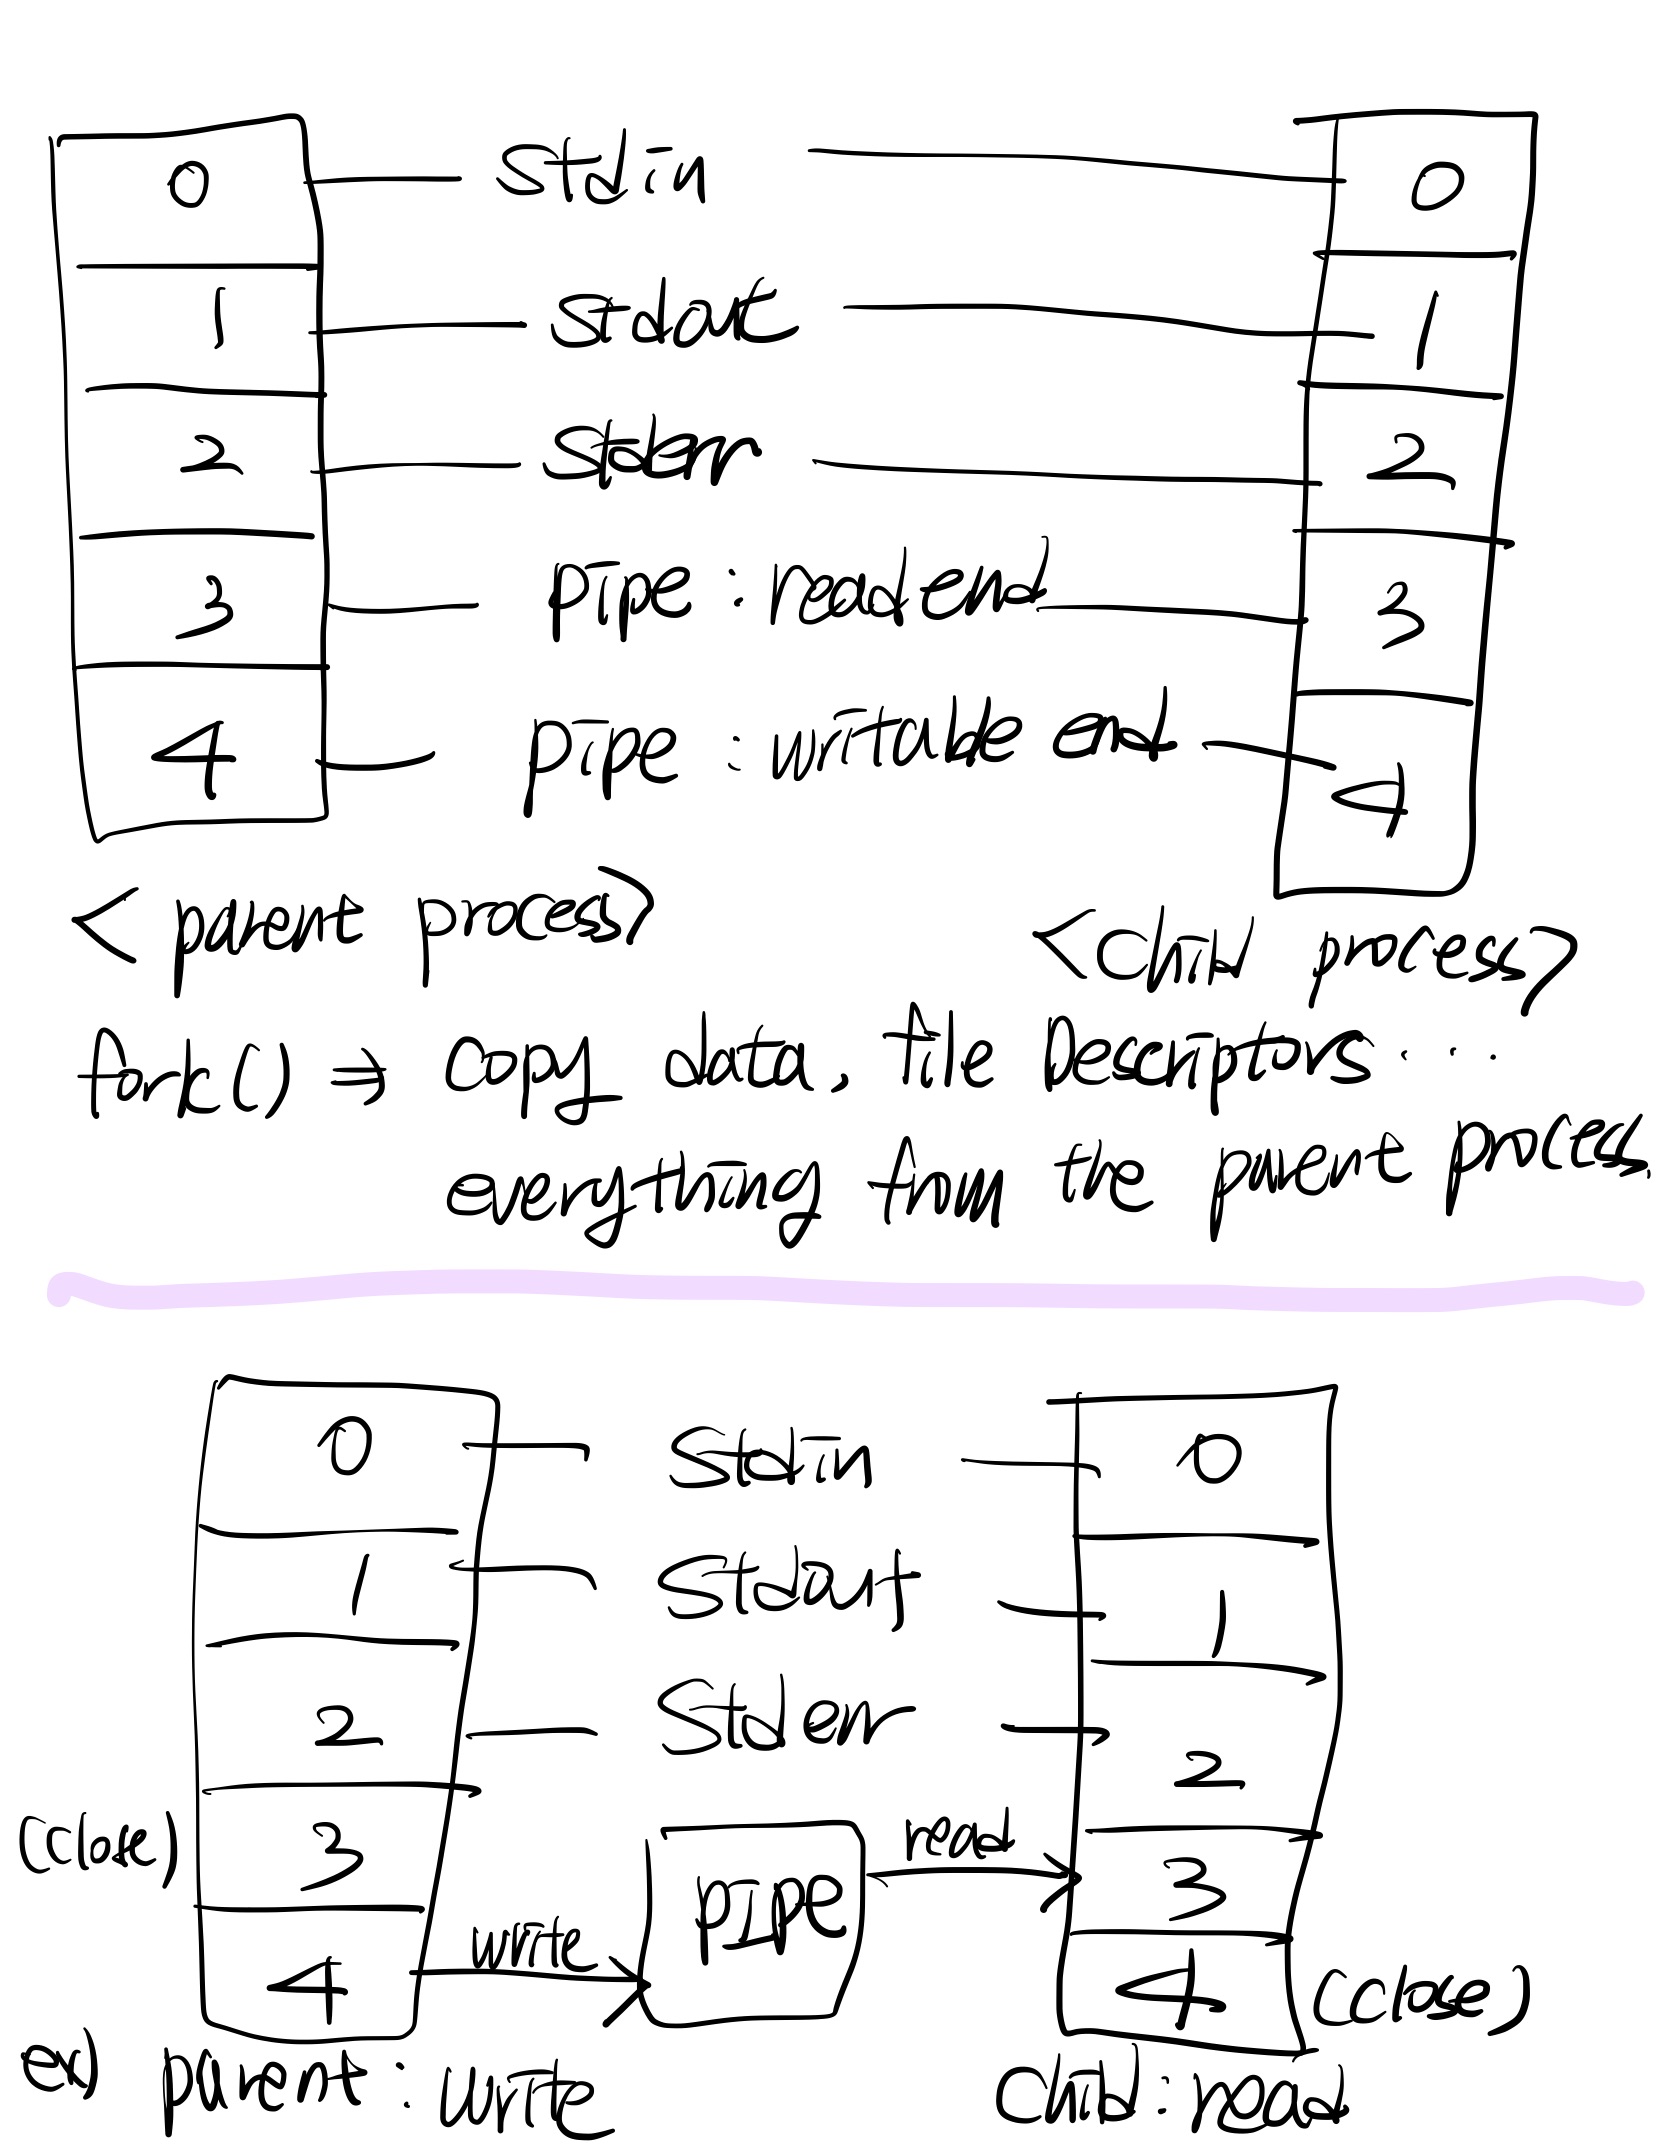 0 stdin 0
1 stdout 1
2 stderr 2
3 pipe : read end 3
4 pipe : writable end 4
< parent process>
<Child process>
fork() => copy data, file Descriptors ...
everything from the parent process.
0 Stdin 0
1 Stdout 1
2 Stderr 2
(Close) 3 pipe read 3
4 write 4 (Close)
ex) parent : write Child : read